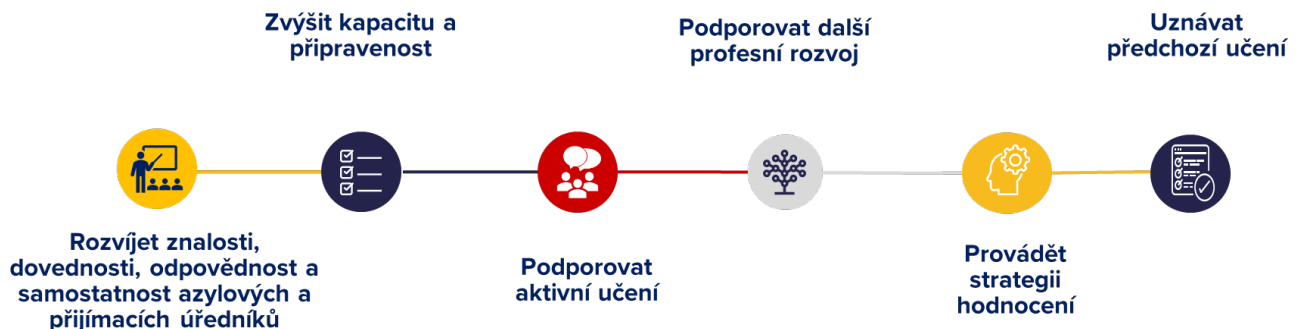 Zvýšit kapacitu a
připravenost
Podporovat další
profesní rozvoj
Uznávat
předchozí učení
Rozvíjet znalosti,
dovednosti, odpovědnost a
samostatnost azylových a
přijímacích úředníků
Podporovat
aktivní učení
Provádět
strategii
hodnocení